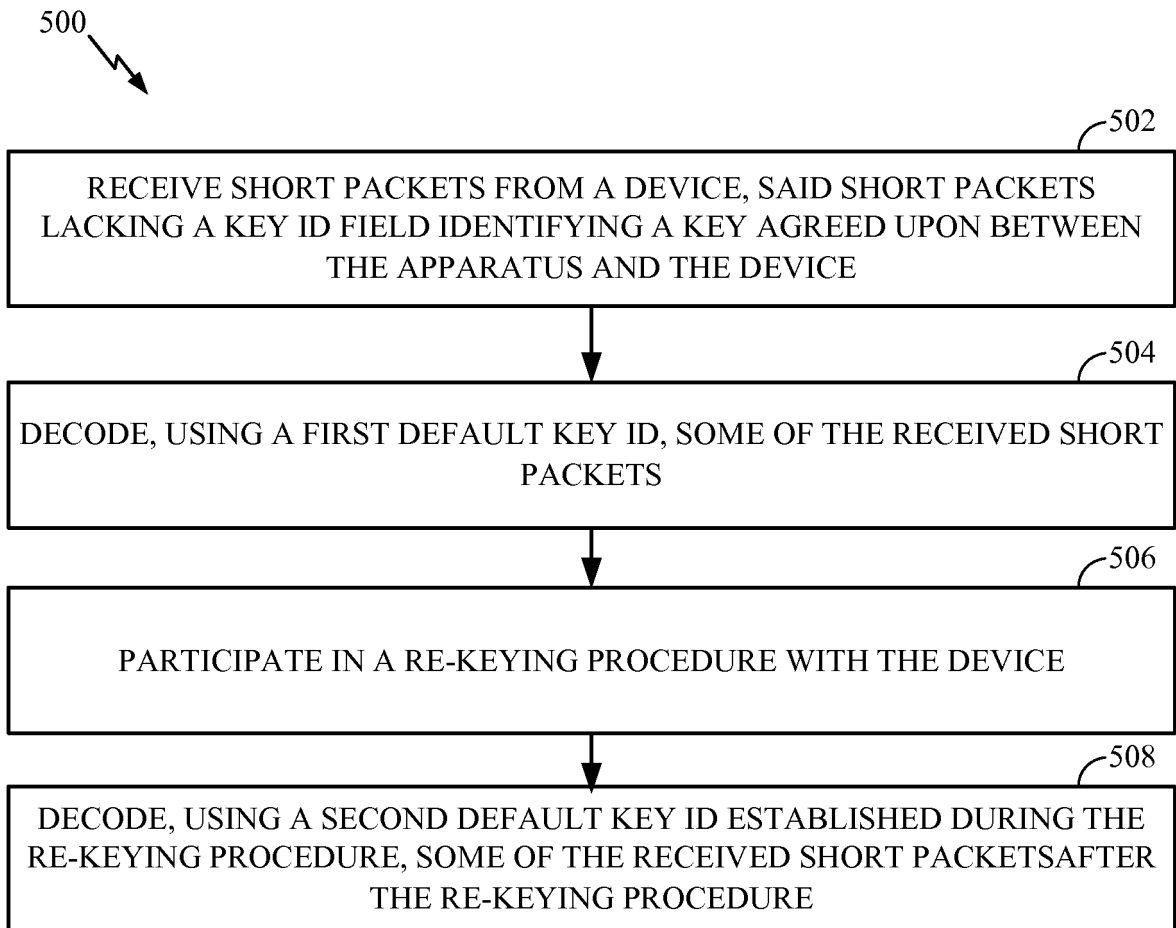 500
502
RECEIVE SHORT PACKETS FROM A DEVICE, SAID SHORT PACKETS
LACKING A KEY ID FIELD IDENTIFYING A KEY AGREED UPON BETWEEN
THE APPARATUS AND THE DEVICE
504
DECODE, USING A FIRST DEFAULT KEY ID, SOME OF THE RECEIVED SHORT
PACKETS
506
PARTICIPATE IN A RE-KEYING PROCEDURE WITH THE DEVICE
508
DECODE, USING A SECOND DEFAULT KEY ID ESTABLISHED DURING THE
RE-KEYING PROCEDURE, SOME OF THE RECEIVED SHORT PACKETSAFTER
THE RE-KEYING PROCEDURE